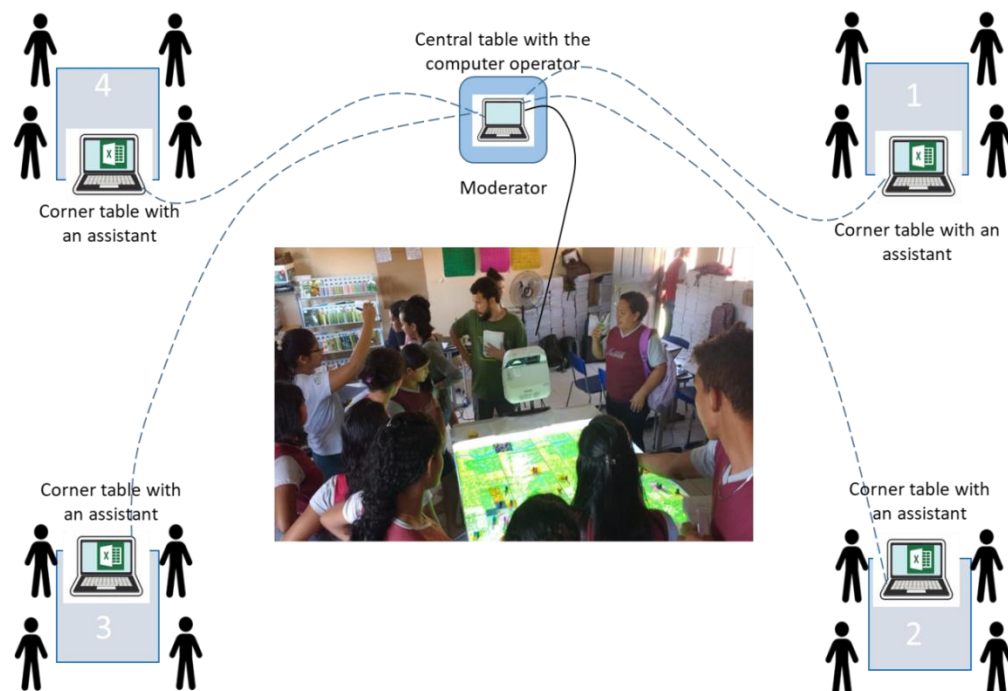 4
Corner table with
an assistant
Central table with the
computer operator
Moderator
1
Corner table with an
assistant
Corner table with
an assistant
3
Corner table with
an assistant
2